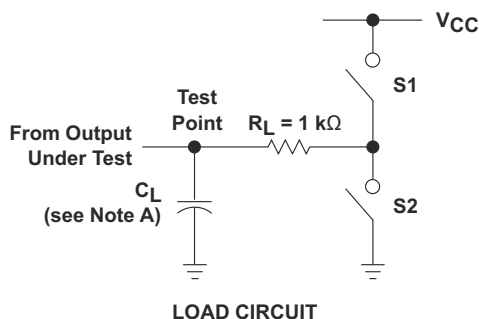 VCC
S1
Test
Point
RL = 1 kΩ
From Output
Under Test
CL
(see Note A)
S2
LOAD CIRCUIT